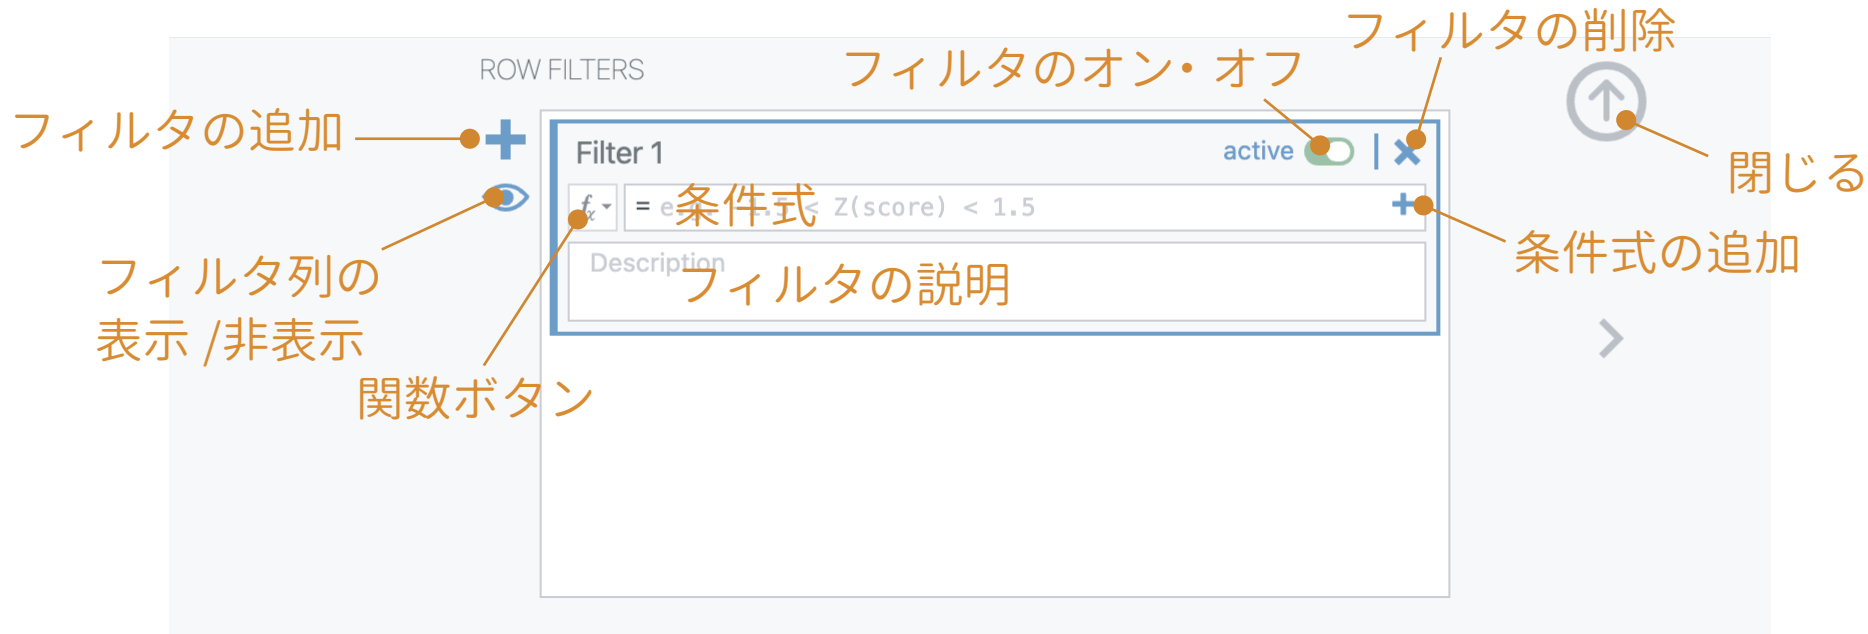 フィルタの削除
フィルタのオン・オフ
ROW FILTERS
フィルタの追加
Filter 1
active
閉じる
fx
= e.g. -1.5 < Z(score) < 1.5
条件式
条件式の追加
Description
フィルタの説明
フィルタ列の
表示 /非表示
関数ボタン